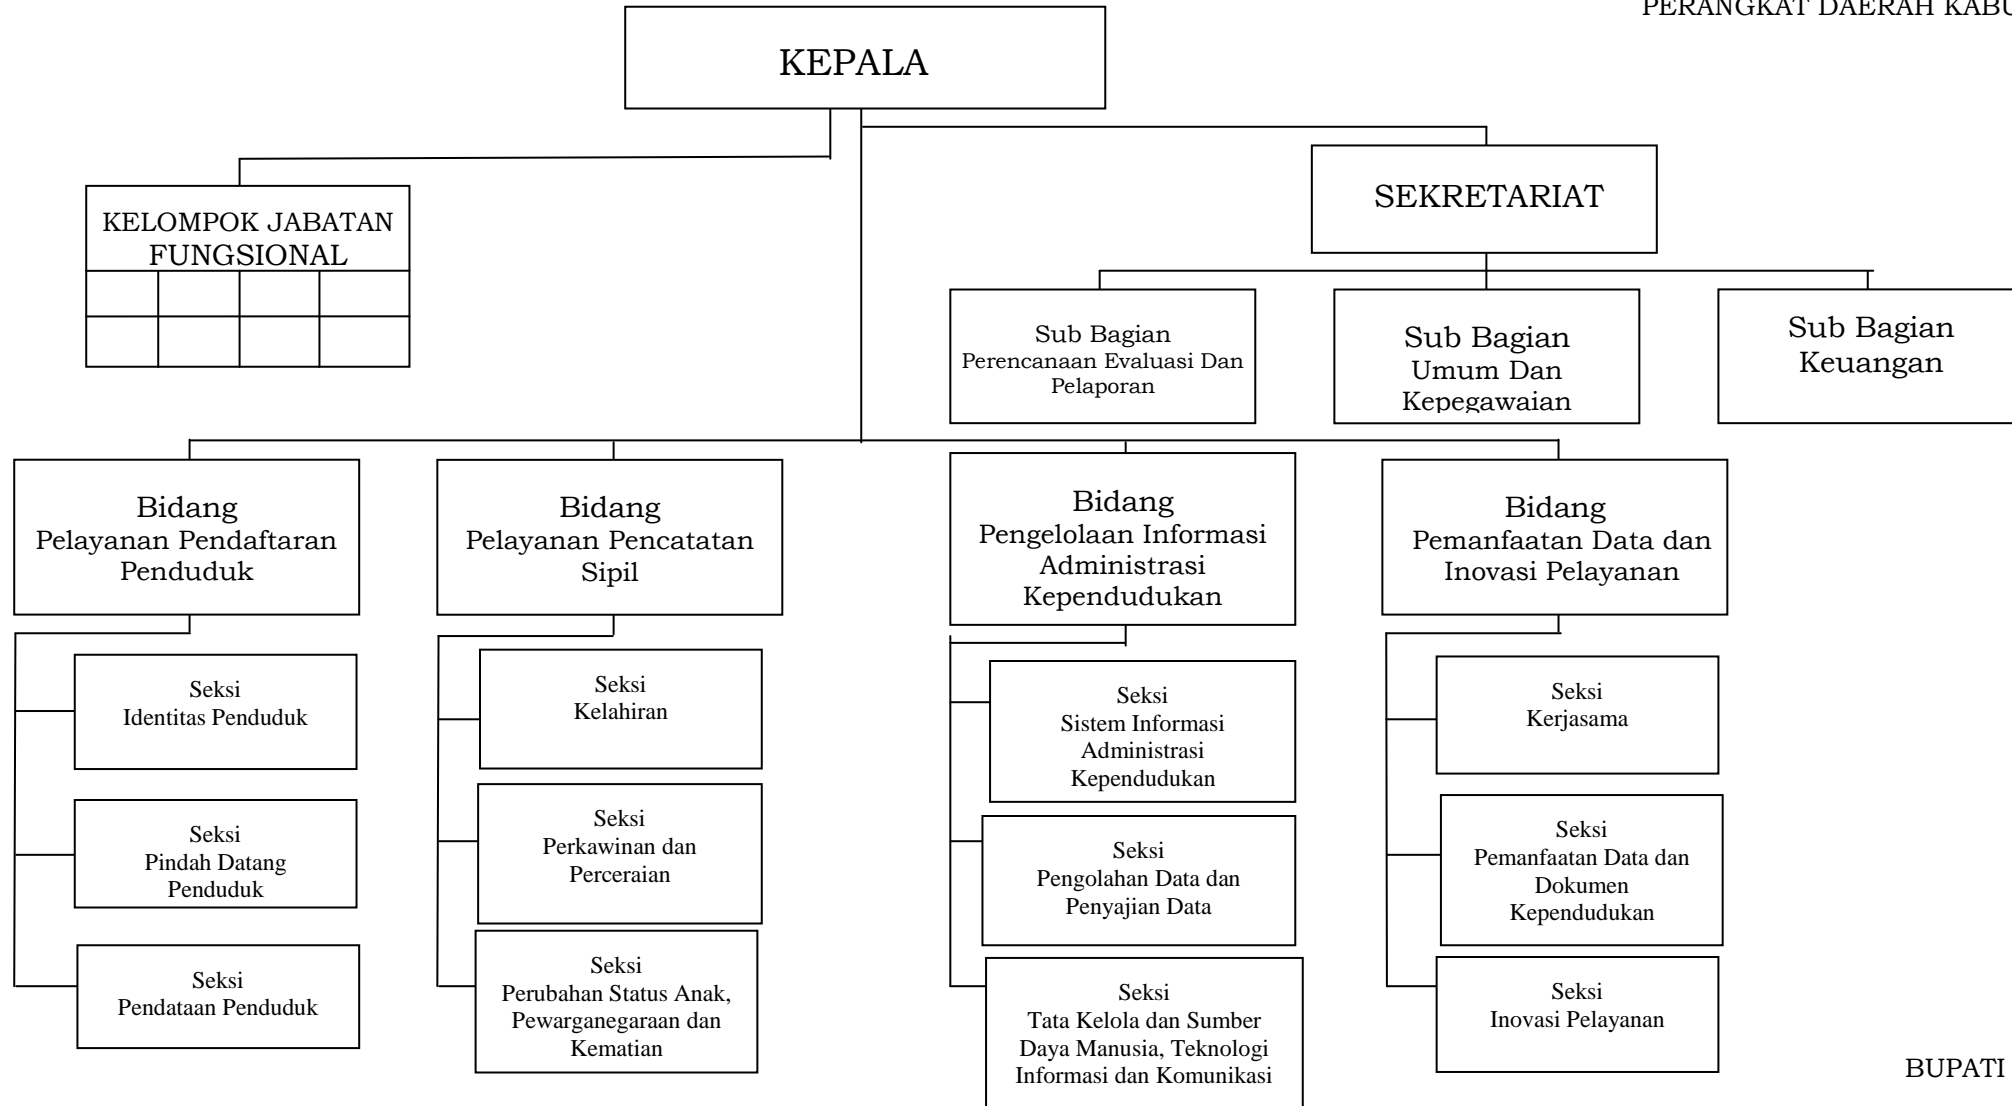 PERANGKAT DAERAH KABU
KEPALA
SEKRETARIAT
KELOMPOK JABATAN
FUNGSIONAL
Sub Bagian
Perencanaan Evaluasi Dan
Pelaporan
Sub Bagian
Umum Dan
Kepegawaian
Sub Bagian
Keuangan
Bidang
Pelayanan Pendaftaran
Penduduk
Bidang
Pelayanan Pencatatan
Sipil
Bidang
Pengelolaan Informasi
Administrasi
Kependudukan
Bidang
Pemanfaatan Data dan
Inovasi Pelayanan
Seksi
Identitas Penduduk
Seksi
Pindah Datang
Penduduk
Seksi
Pendataan Penduduk
Seksi
Kelahiran
Seksi
Perkawinan dan
Perceraian
Seksi
Perubahan Status Anak,
Pewarganegaraan dan
Kematian
Seksi
Sistem Informasi
Administrasi
Kependudukan
Seksi
Pengolahan Data dan
Penyajian Data
Seksi
Tata Kelola dan Sumber
Daya Manusia, Teknologi
Informasi dan Komunikasi
Seksi
Kerjasama
Seksi
Pemanfaatan Data dan
Dokumen
Kependudukan
Seksi
Inovasi Pelayanan
BUPATI